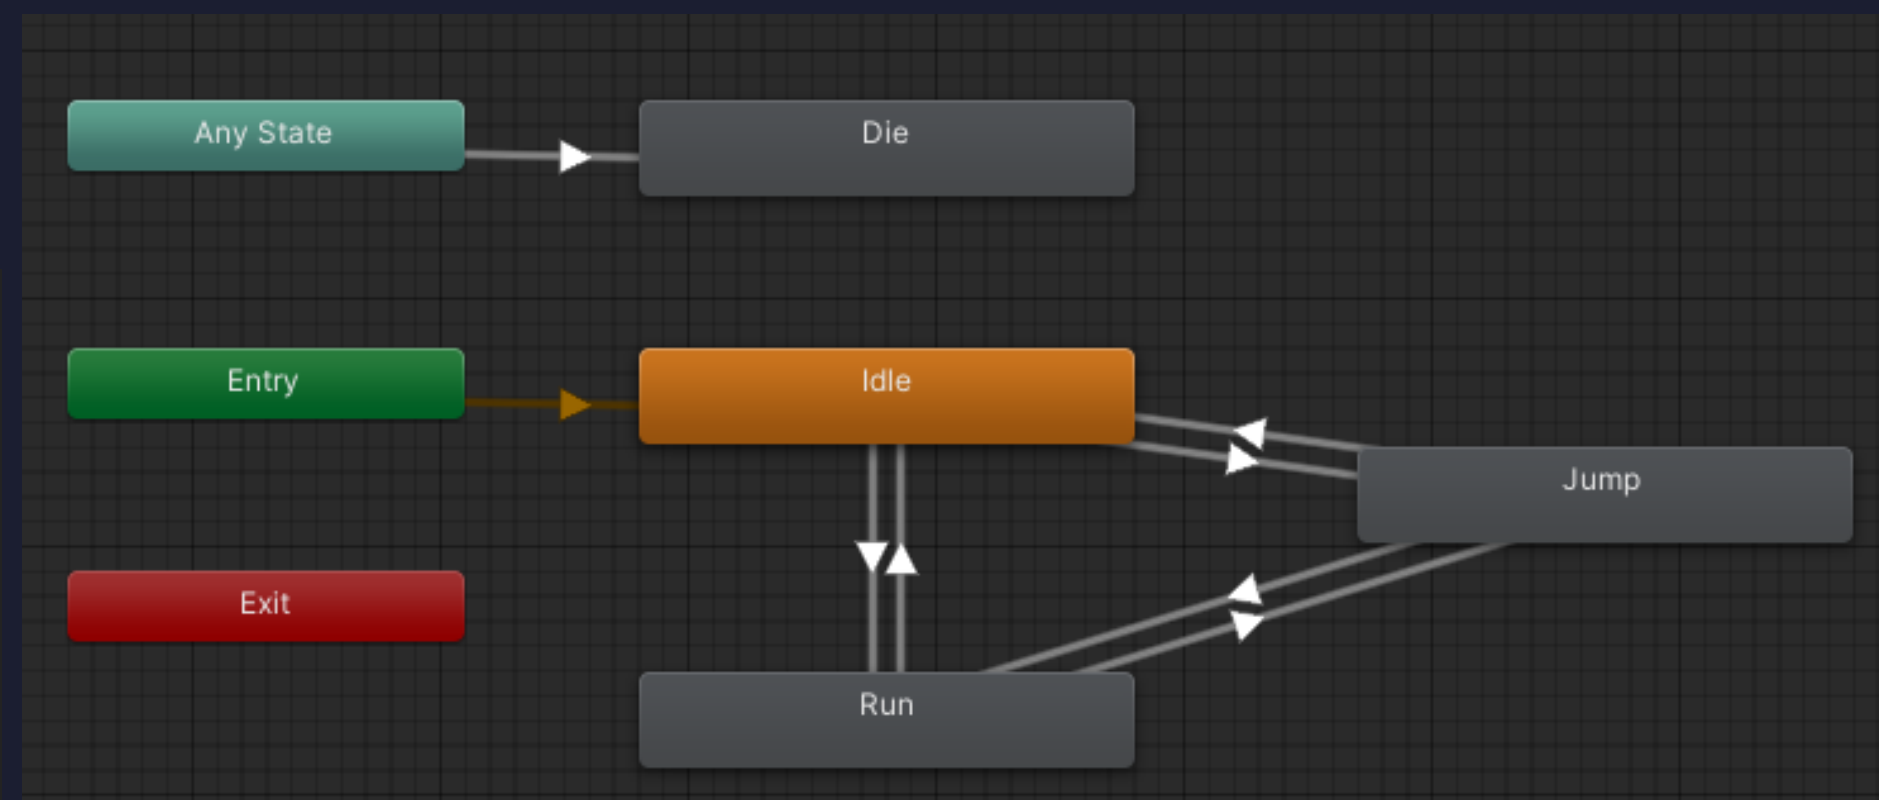 Any State
Die
Entry
Idle
Jump
Exit
Run